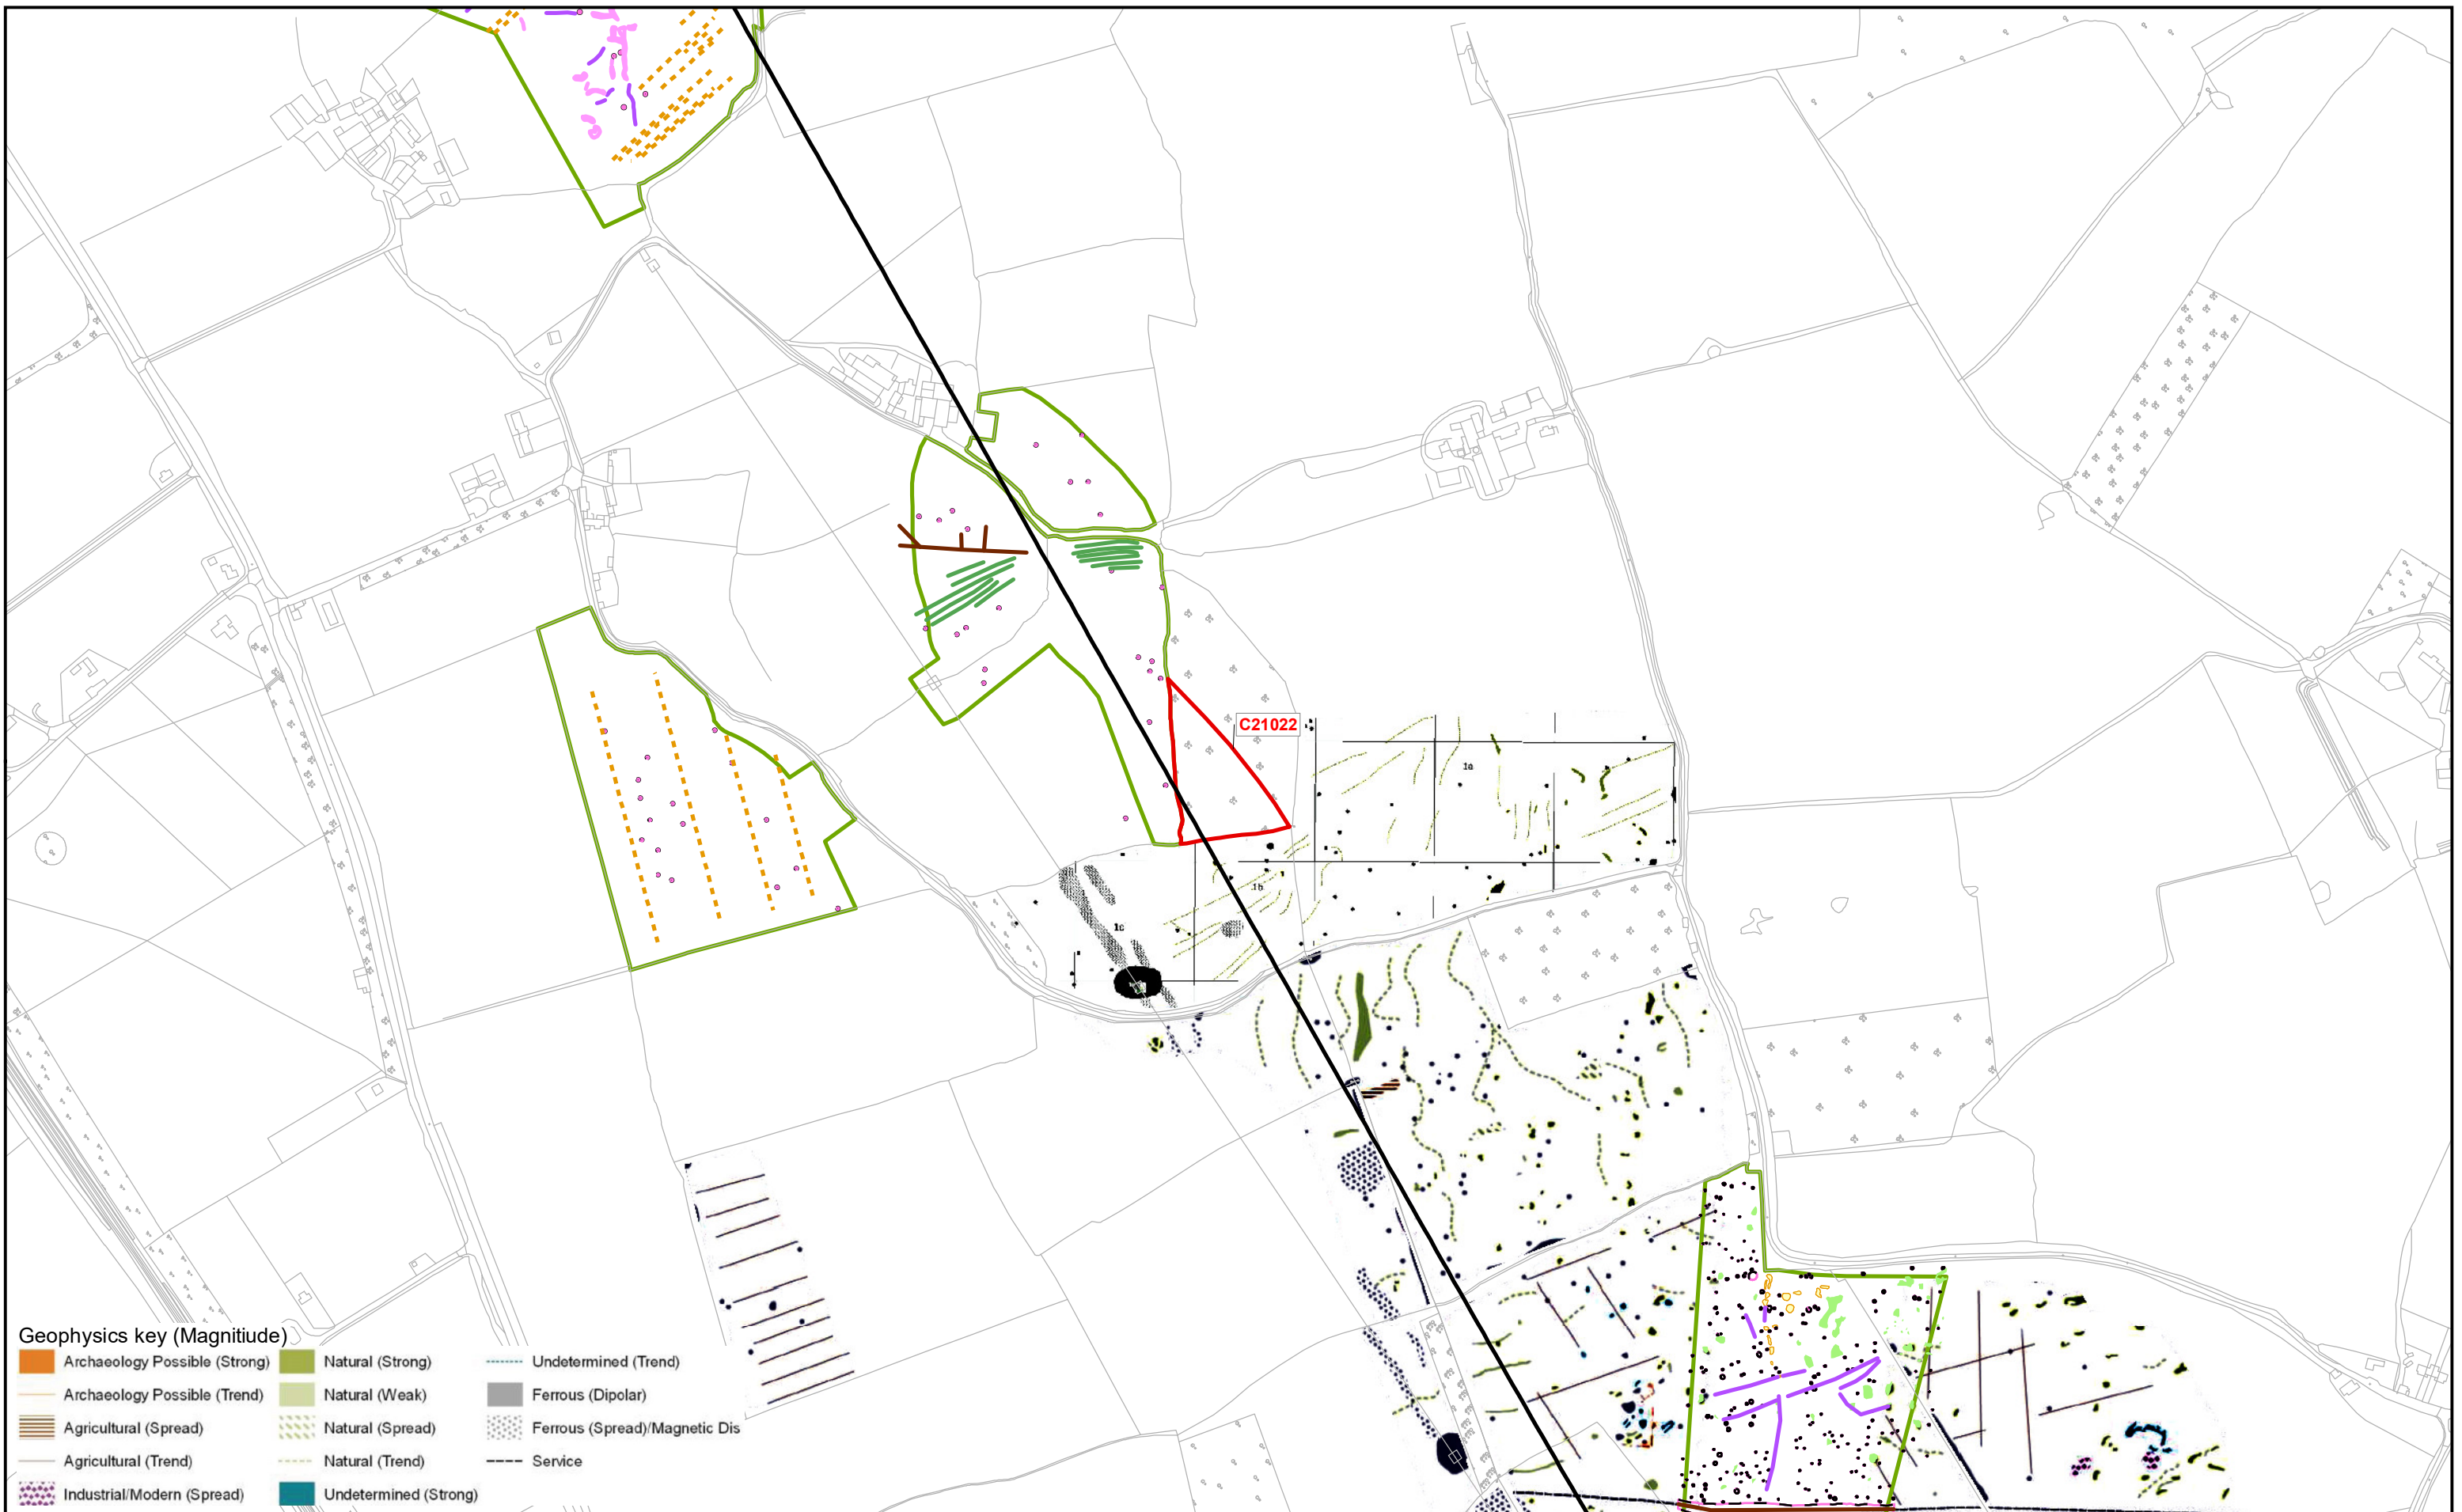 C21022
1a
1b
1c
Geophysics key (Magnitiude)
Archaeology Possible (Strong)
Archaeology Possible (Trend)
Agricultural (Spread)
Agricultural (Trend)
Industrial/Modern (Spread)
Natural (Strong)
Natural (Weak)
Natural (Spread)
Natural (Trend)
Undetermined (Strong)
Undetermined (Trend)
Ferrous (Dipolar)
Ferrous (Spread)/Magnetic Dis
Service